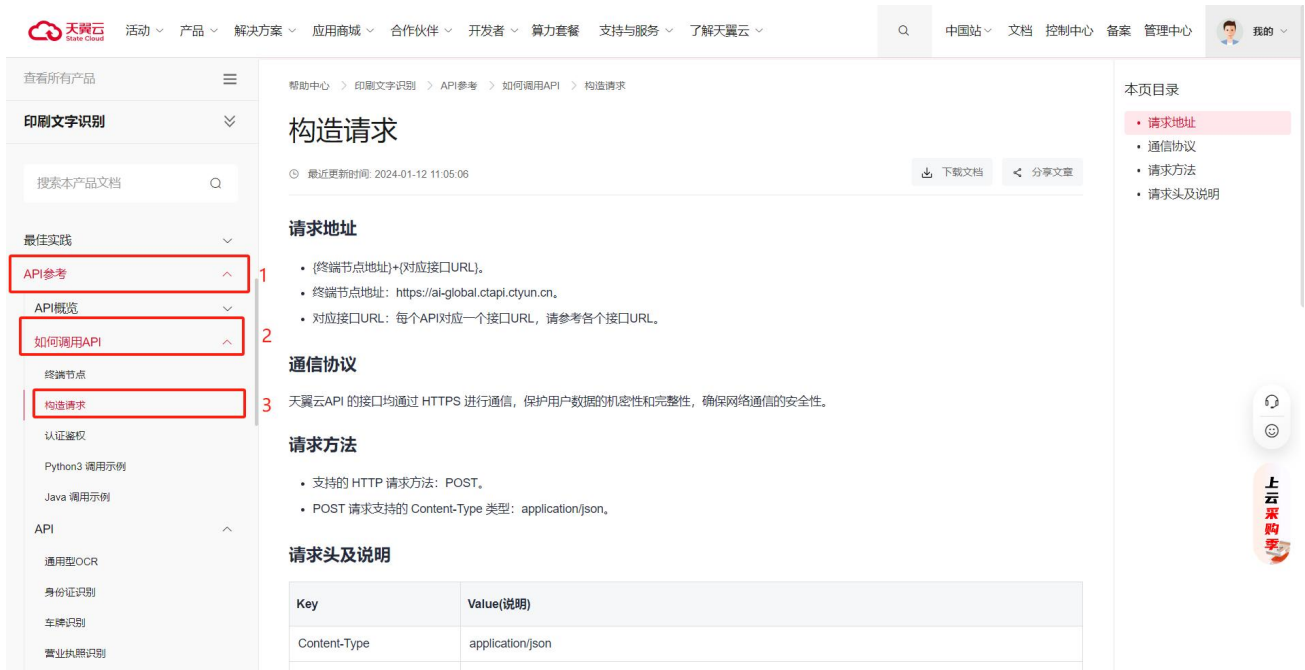 天翼云 State Cloud 活动 产品 解决方案 应用商城 合作伙伴 开发者 算力套餐 支持与服务 了解天翼云 中国站 文档 控制中心 备案 管理中心 我的
查看所有产品
印刷文字识别
搜索本产品文档
最佳实践
API参考 1
API概览
如何调用API 2
终端节点
构造请求 3
认证鉴权
Python3 调用示例
Java 调用示例
API
通用型OCR
身份证识别
车牌识别
营业执照识别
帮助中心 > 印刷文字识别 > API参考 > 如何调用API > 构造请求
构造请求
最近更新时间: 2024-01-12 11:05:06
下载文档 分享文章
请求地址
• {终端节点地址}+{对应接口URL}。
• 终端节点地址：https://ai-global.ctapi.ctyun.cn。
• 对应接口URL：每个API对应一个接口URL，请参考各个接口URL。
通信协议
天翼云API 的接口均通过 HTTPS 进行通信，保护用户数据的机密性和完整性，确保网络通信的安全性。
请求方法
• 支持的 HTTP 请求方法：POST。
• POST 请求支持的 Content-Type 类型：application/json。
请求头及说明
Key Value(说明)
Content-Type application/json
本页目录
• 请求地址
• 通信协议
• 请求方法
• 请求头及说明
上云采购季